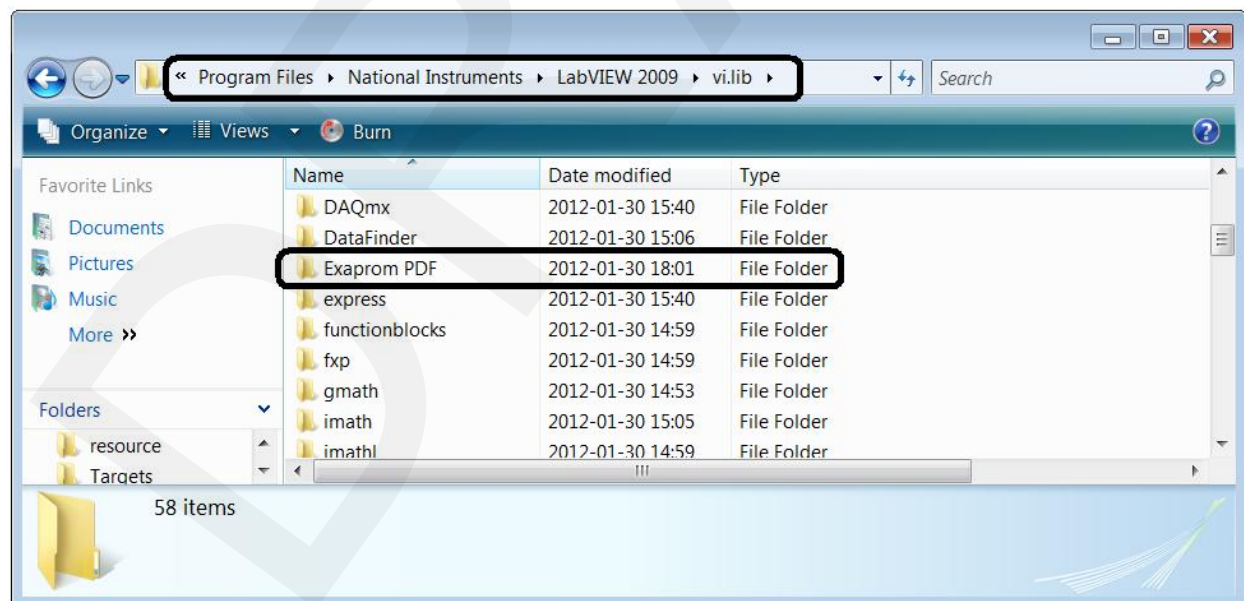 « Program Files ▸ National Instruments ▸ LabVIEW 2009 ▸ vi.lib ▸ Search
Organize Views Burn
Favorite Links
Documents
Pictures
Music
More »
Folders
resource
Targets
Name Date modified Type
DAQmx 2012-01-30 15:40 File Folder
DataFinder 2012-01-30 15:06 File Folder
Exaprom PDF 2012-01-30 18:01 File Folder
express 2012-01-30 15:40 File Folder
functionblocks 2012-01-30 14:59 File Folder
fxp 2012-01-30 14:59 File Folder
gmath 2012-01-30 14:53 File Folder
imath 2012-01-30 15:05 File Folder
imathl 2012-01-30 14:59 File Folder
58 items